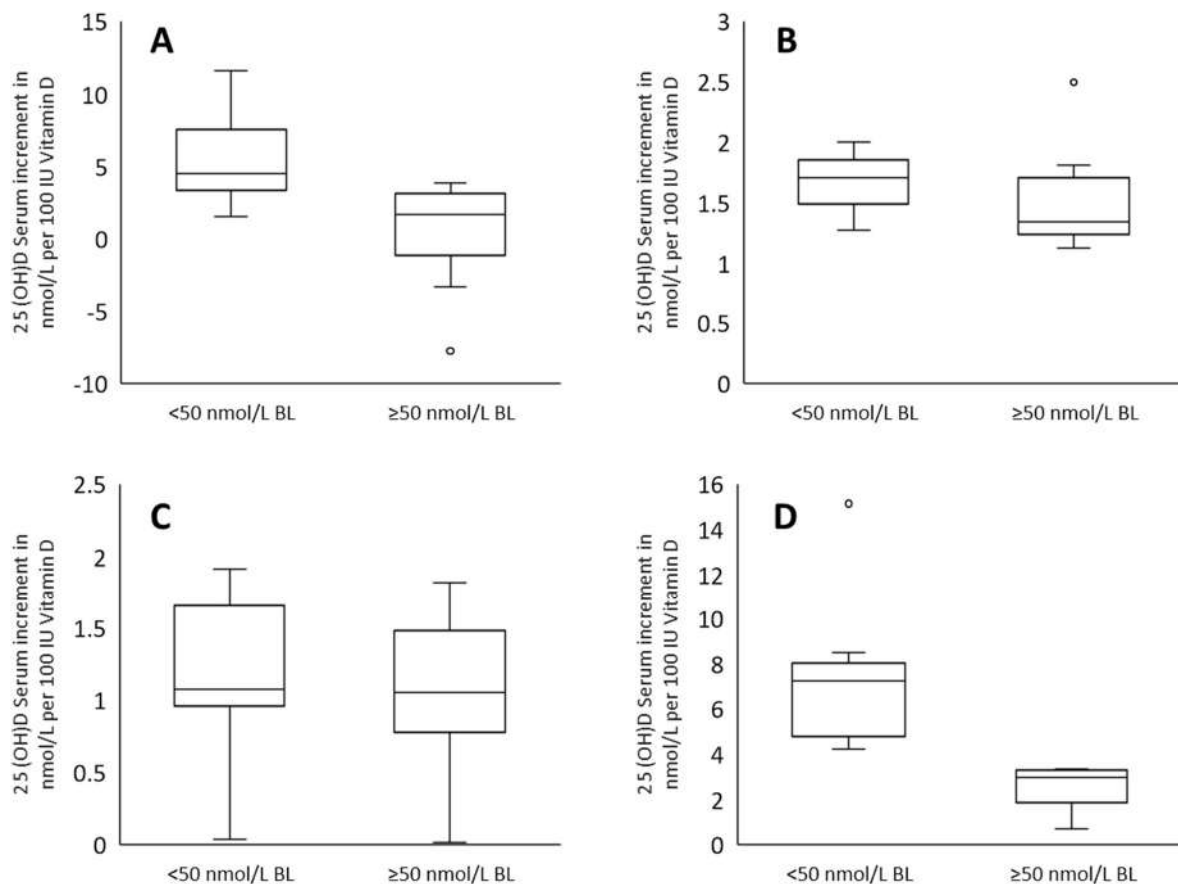 A
25(OH)D Serum increment in
nmol/L per 100 IU Vitamin D
15
10
5
0
-5
-10
<50 nmol/L BL
≥50 nmol/L BL
B
25(OH)D Serum increment in
nmol/L per 100 IU Vitamin D
3
2.5
2
1.5
1
0.5
0
<50 nmol/L BL
≥50 nmol/L BL
C
25(OH)D Serum increment in
nmol/L per 100 IU Vitamin D
2.5
2
1.5
1
0.5
0
<50 nmol/L BL
≥50 nmol/L BL
D
25(OH)D Serum increment in
nmol/L per 100 IU Vitamin D
16
14
12
10
8
6
4
2
0
<50 nmol/L BL
≥50 nmol/L BL